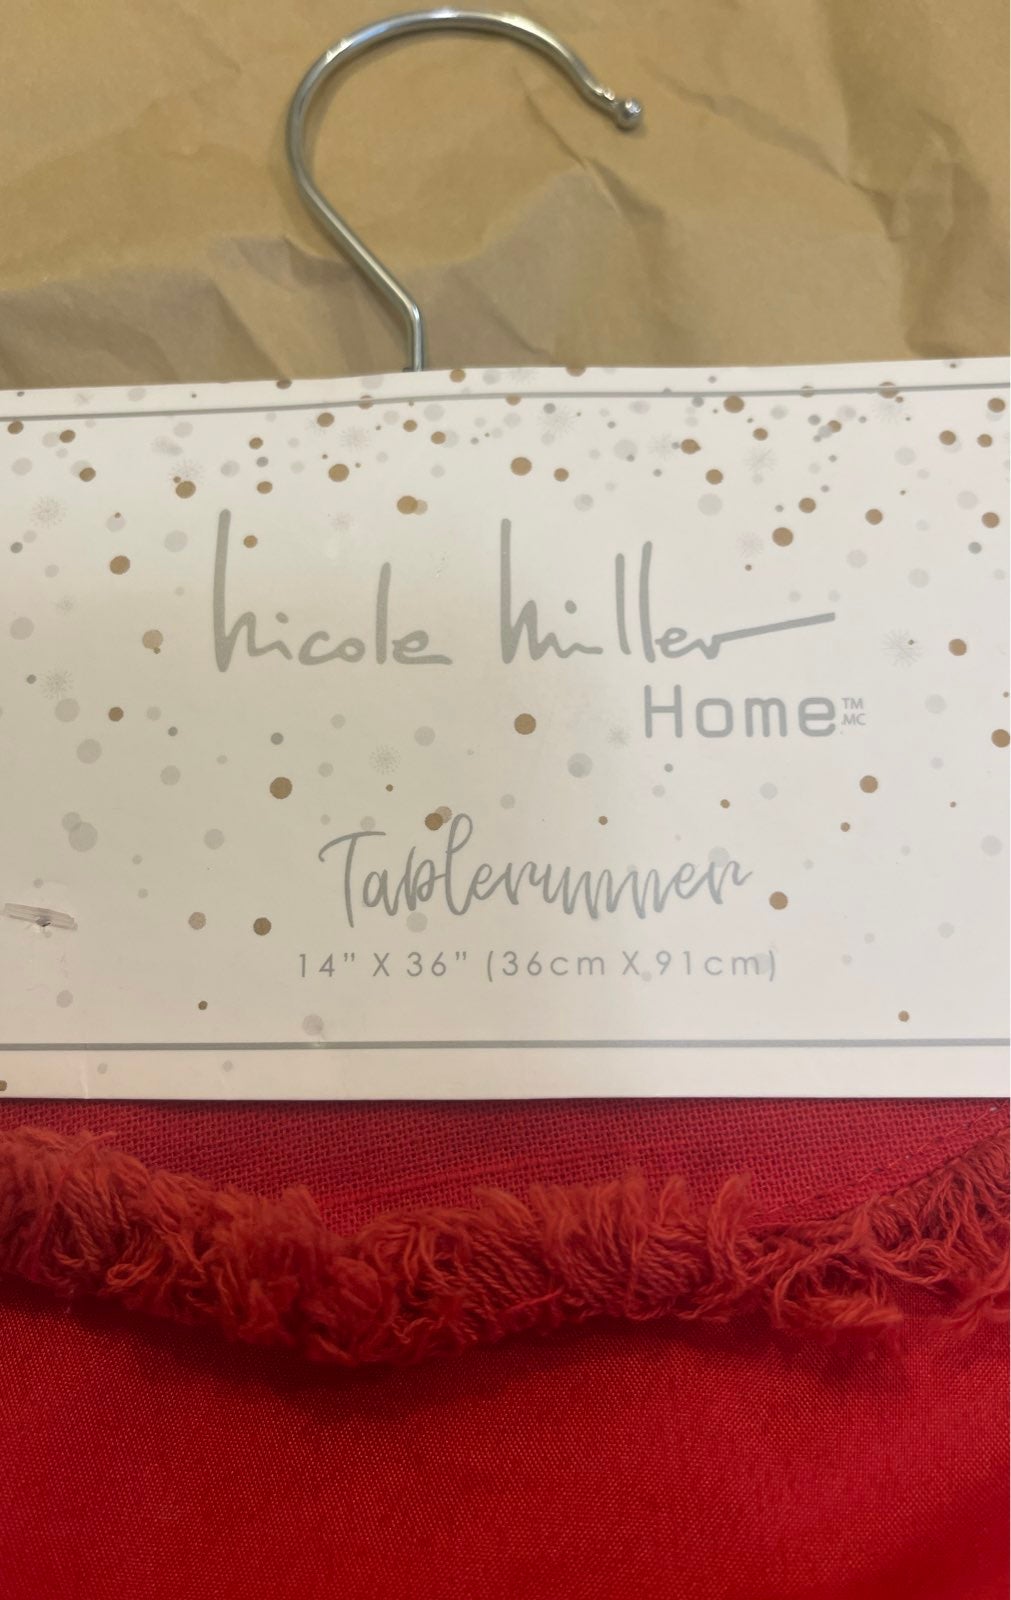 nicole miller
Home™ MC
Tablerunner
14" X 36" (36cm X 91cm)